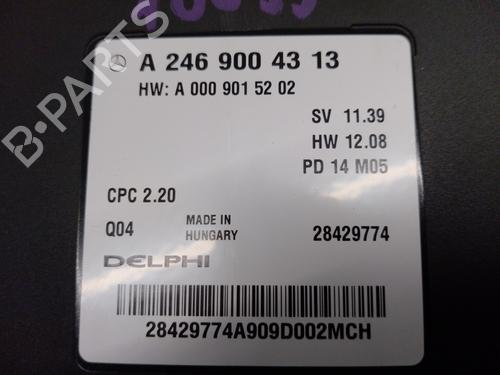 A 246 900 43 13
HW: A 000 901 52 02
SV 11.39
HW 12.08
PD 14 M05
CPC 2.20
Q04
MADE IN
HUNGARY
28429774
DELPHI
28429774A909D002MCH
B-PARTS